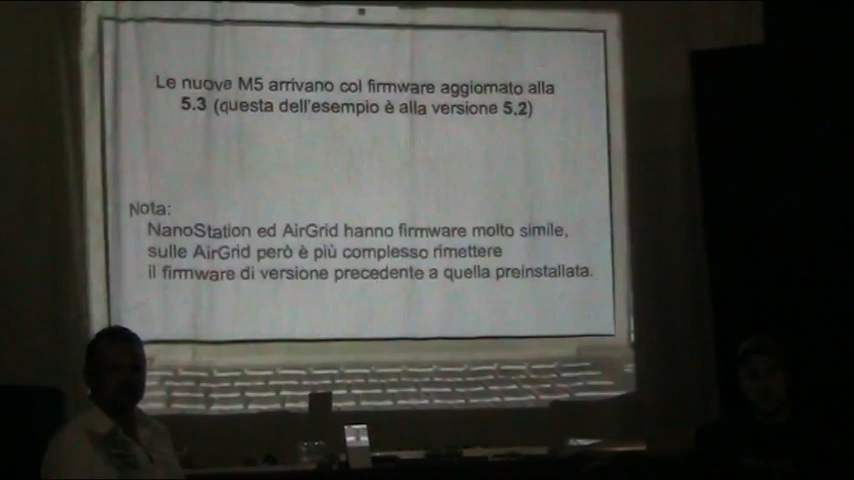 Le nuove M5 arrivano col firmware aggiornato alla
5.3 (questa dell'esempio è alla versione 5.2)
Nota:
NanoStation ed AirGrid hanno firmware molto simile,
sulle AirGrid però è più complesso rimettere
il firmware di versione precedente a quella preinstallata.